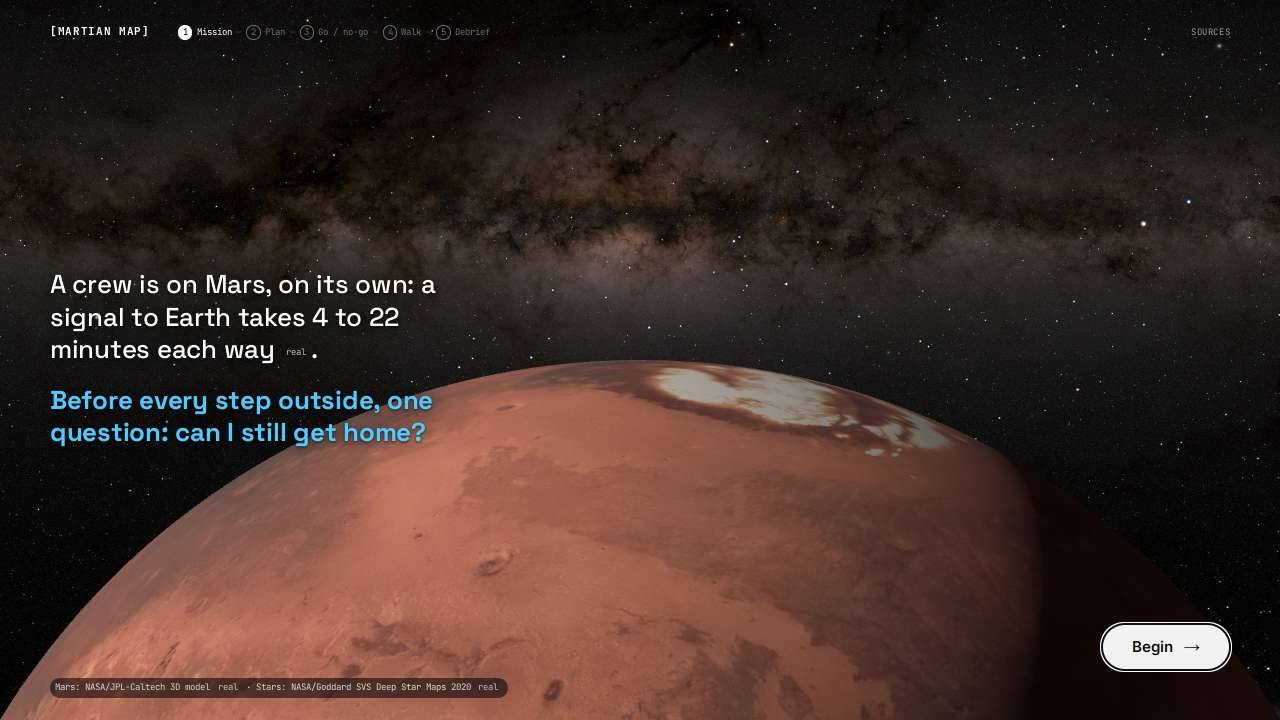 [MARTIAN MAP] 1 Mission 2 Plan 3 Go / no-go 4 Walk 5 Debrief SOURCES
A crew is on Mars, on its own: a
signal to Earth takes 4 to 22
minutes each way real .
Before every step outside, one
question: can I still get home?
Begin →
Mars: NASA/JPL-Caltech 3D model real · Stars: NASA/Goddard SVS Deep Star Maps 2020 real